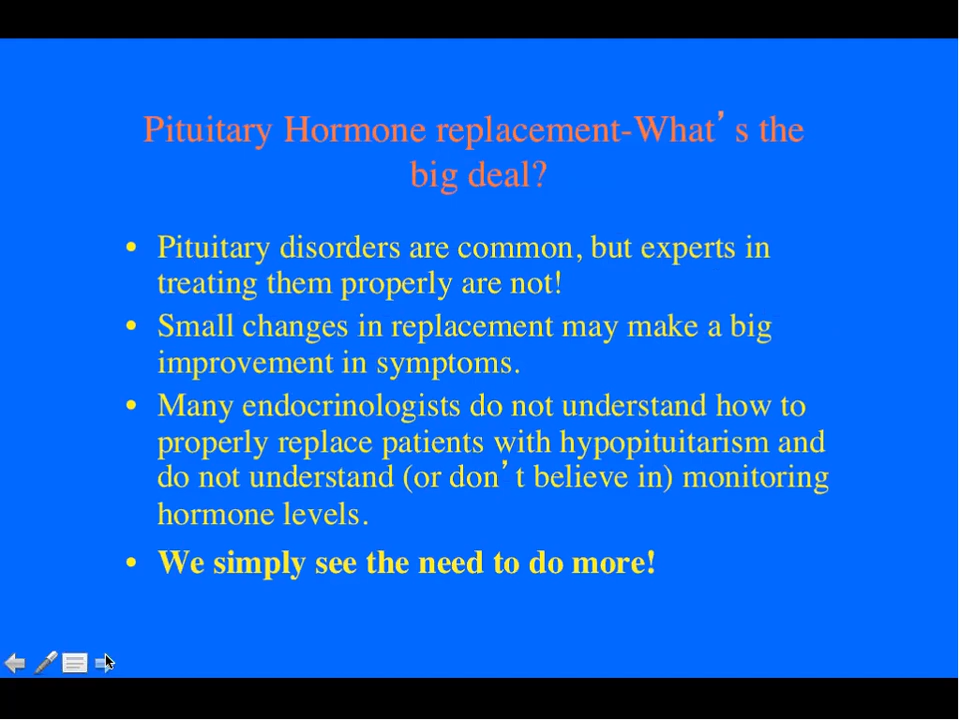 Pituitary Hormone replacement-What’s the
big deal?
• Pituitary disorders are common, but experts in
treating them properly are not!
• Small changes in replacement may make a big
improvement in symptoms.
• Many endocrinologists do not understand how to
properly replace patients with hypopituitarism and
do not understand (or don’t believe in) monitoring
hormone levels.
• We simply see the need to do more!